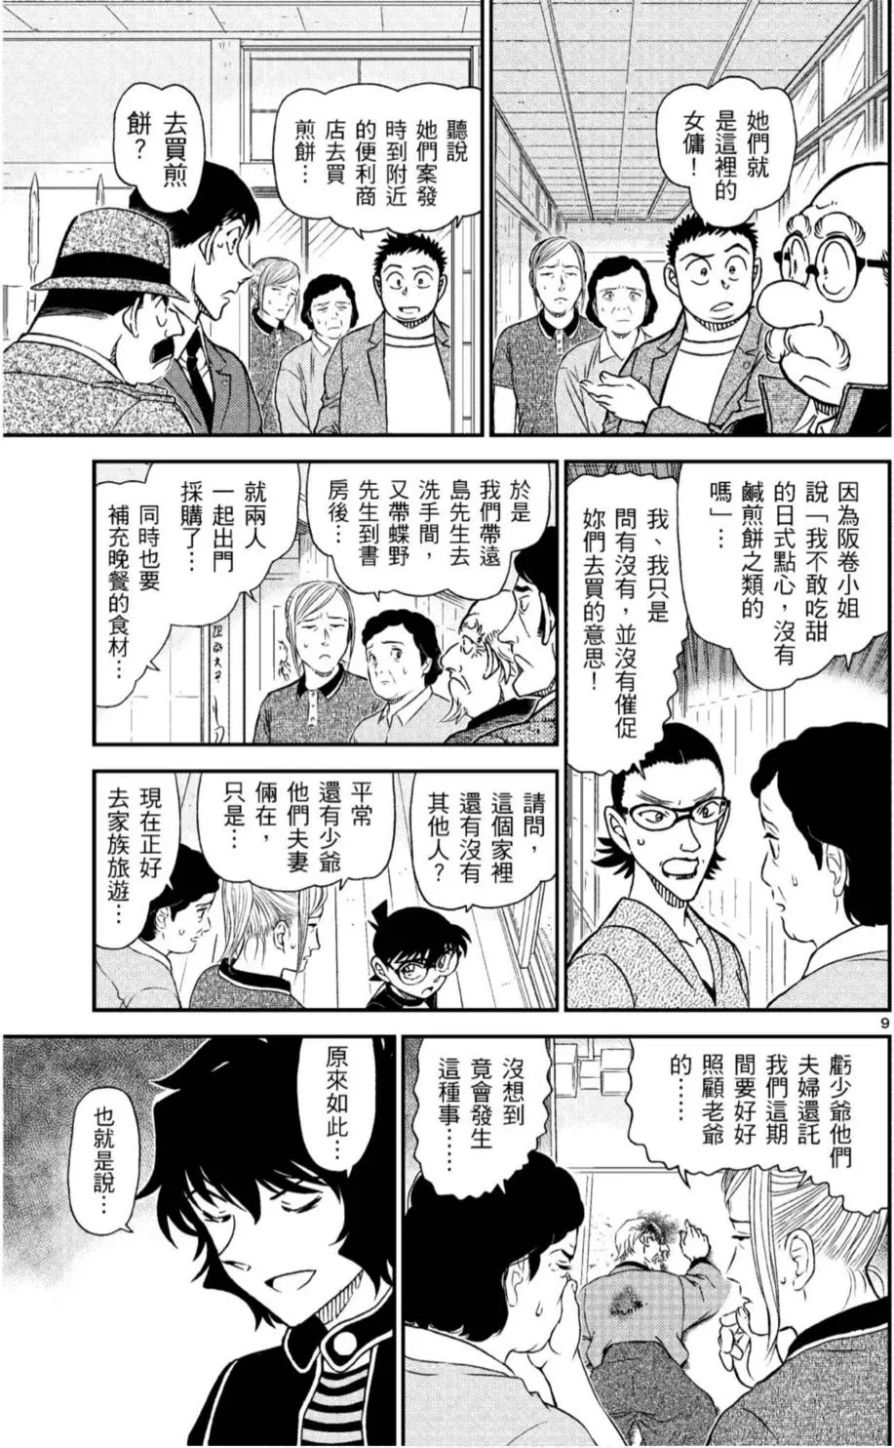 她們就
是這裡的
女傭！
聽說
她們案發
時到附近
的便利商
店去買
煎餅…
去買煎
餅？
因為阪卷小姐
說「我不敢吃甜
的日式點心，沒有
鹹煎餅之類的
嗎」…
我、我只是
問有沒有，並沒有催促
妳們去買的意思！
於是
我們帶遠
島先生去
洗手間，
又帶蝶野
先生到書
房後…
就兩人
一起出門
採購了…
同時也要
補充晚餐的食材…
請問，
這個家裡
還有沒有
其他人？
平常
還有少爺
他們夫妻
倆在，
只是…
現在正好
去家族旅遊…
9
虧少爺他們
夫婦還託
我們這期
間要好好
照顧老爺
的……
沒想到
竟會發生
這種事……
原來如此…
也就是說…